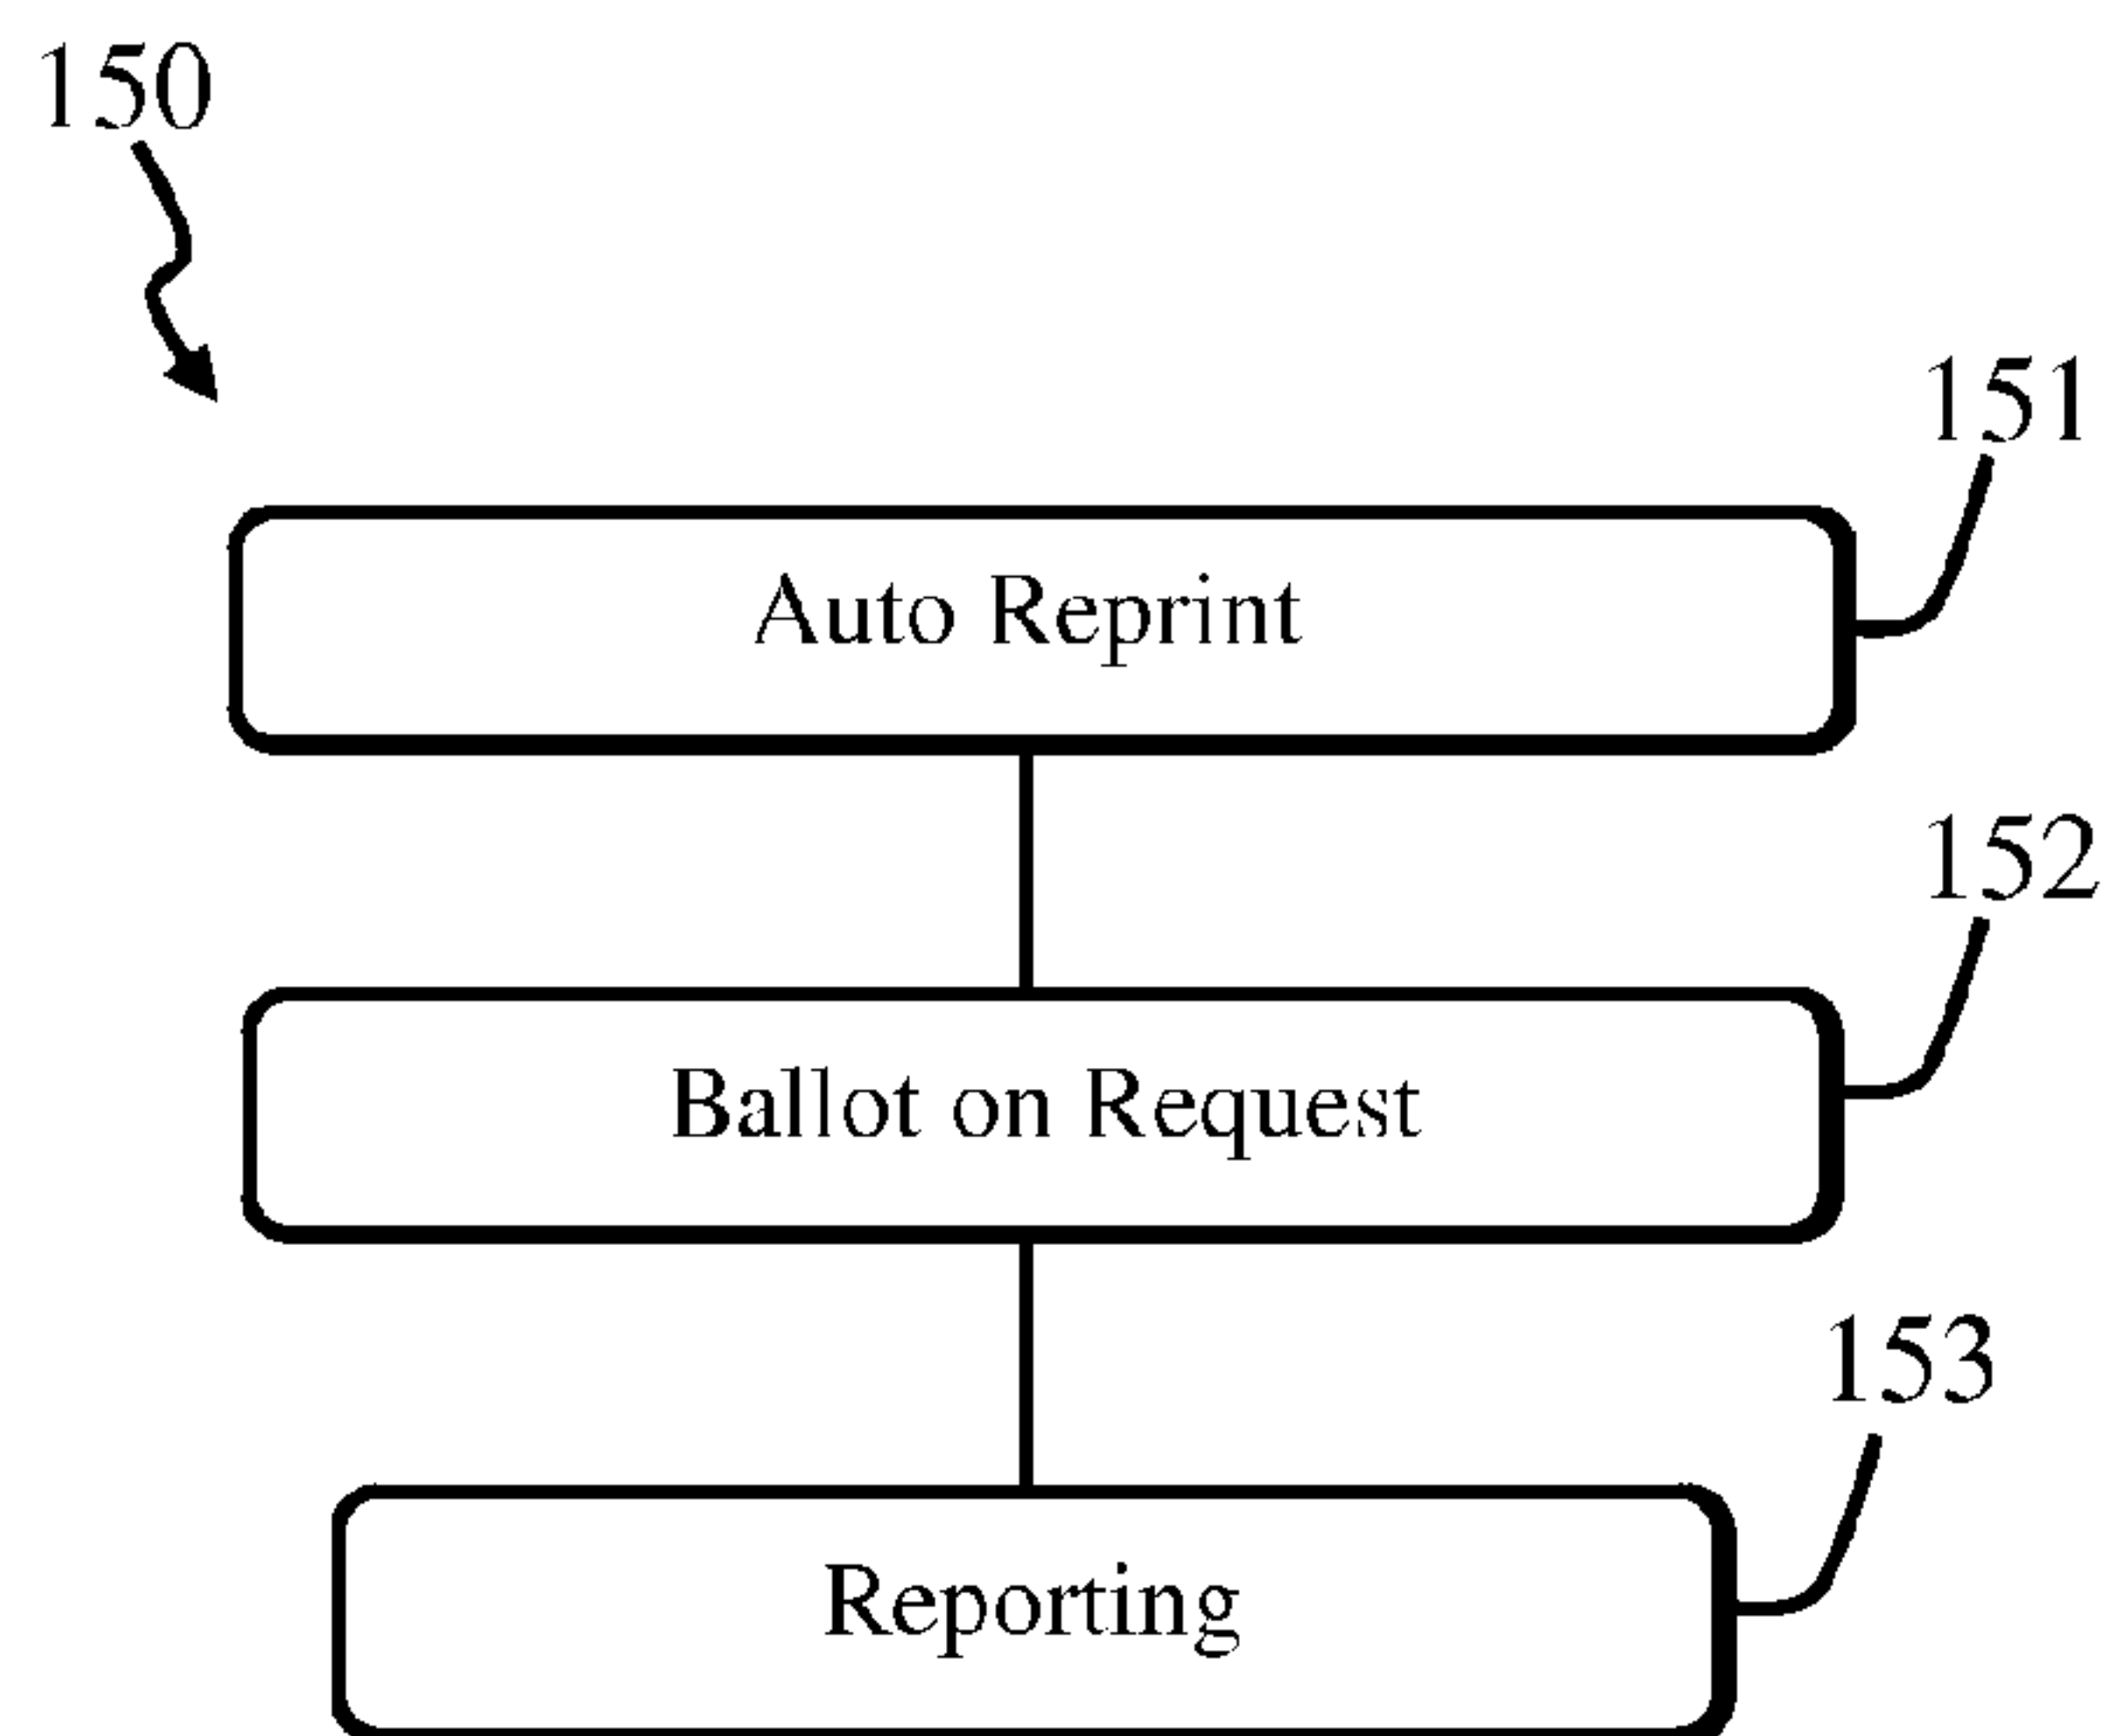 150
151
Auto Reprint
152
Ballot on Request
153
Reporting